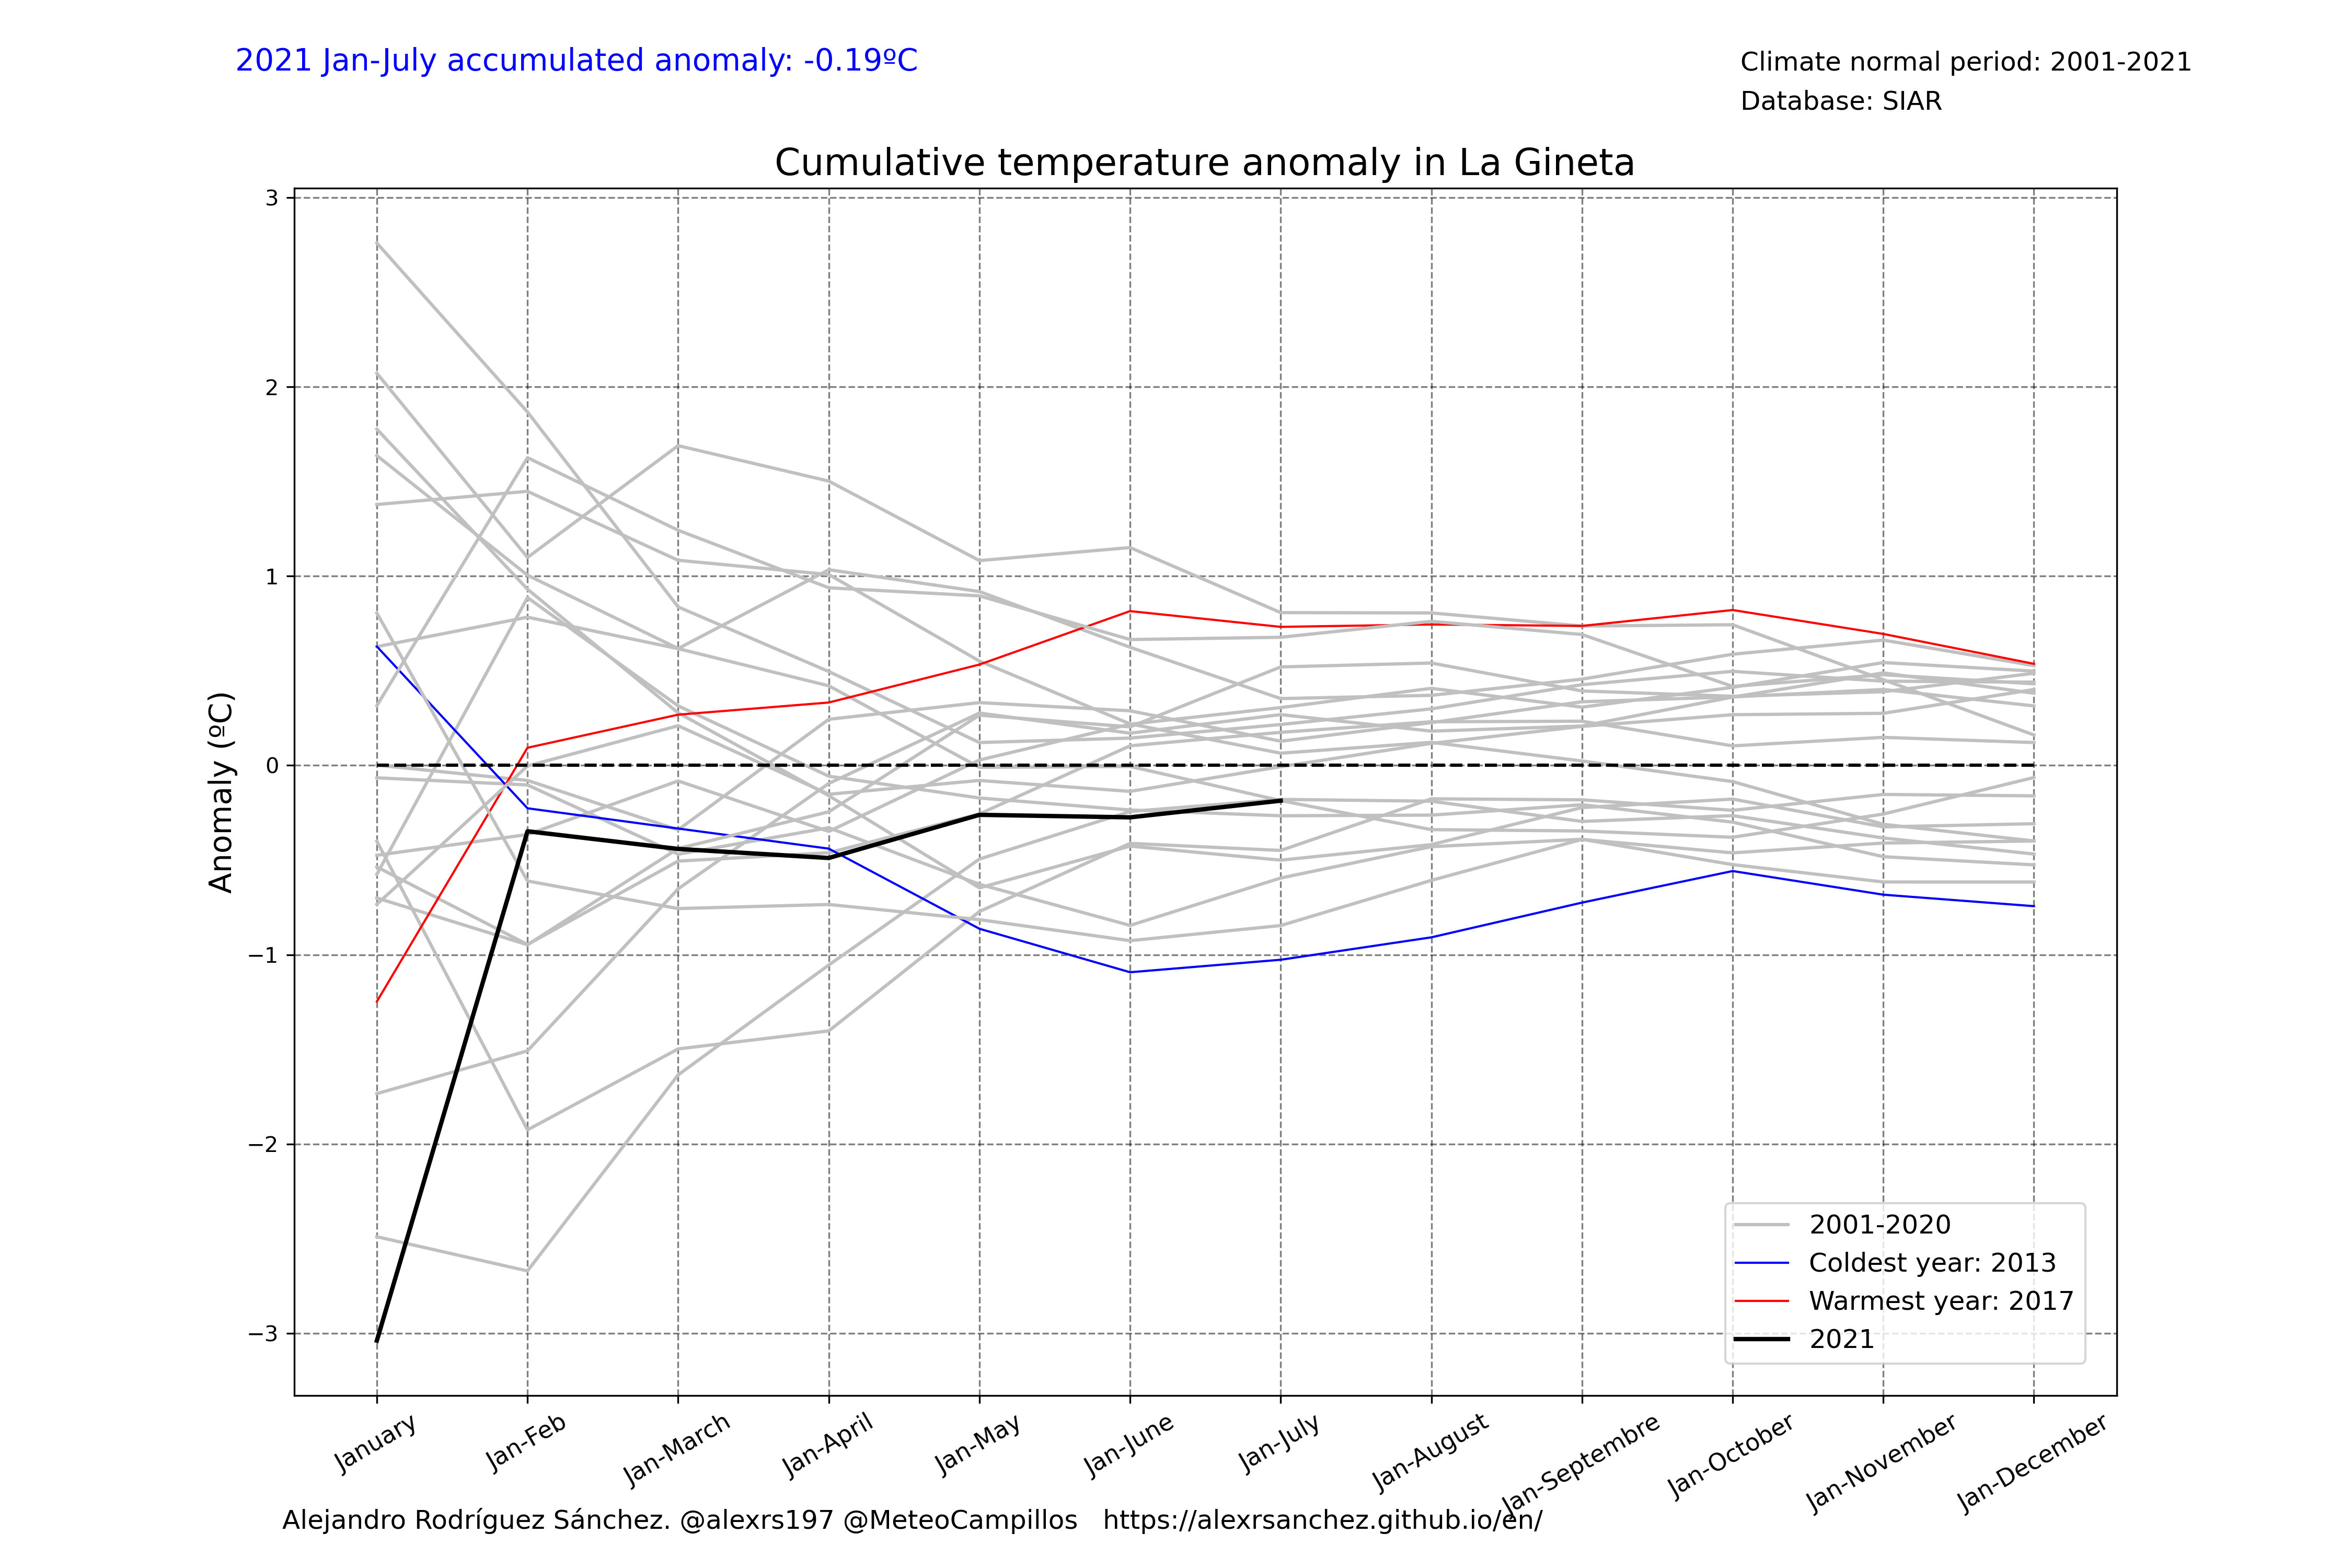 2021 Jan-July accumulated anomaly: -0.19ºC
Climate normal period: 2001-2021
Database: SIAR
Cumulative temperature anomaly in La Gineta
Anomaly (ºC)
3
2
1
0
−1
−2
−3
2001-2020
Coldest year: 2013
Warmest year: 2017
2021
January
Jan-Feb
Jan-March
Jan-April
Jan-May
Jan-June
Jan-July
Jan-August
Jan-Septembre
Jan-October
Jan-November
Jan-December
Alejandro Rodríguez Sánchez. @alexrs197 @MeteoCampillos https://alexrsanchez.github.io/en/